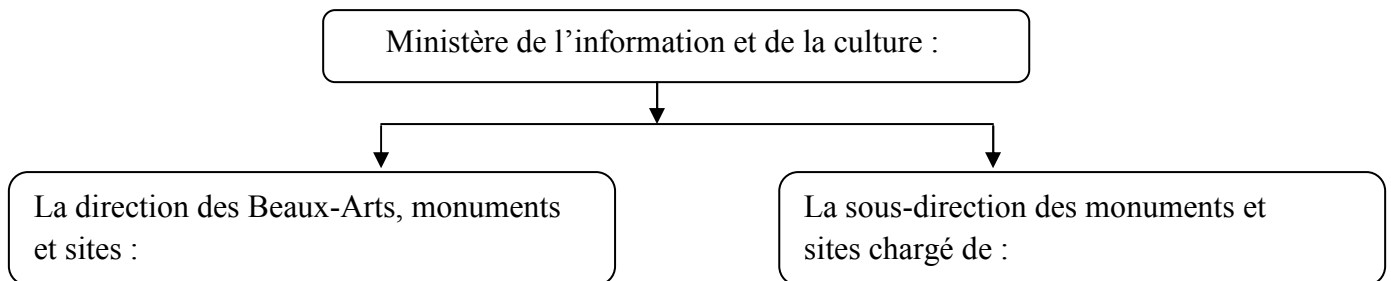 Ministère de l’information et de la culture :
La direction des Beaux-Arts, monuments
et sites :
La sous-direction des monuments et
sites chargé de :